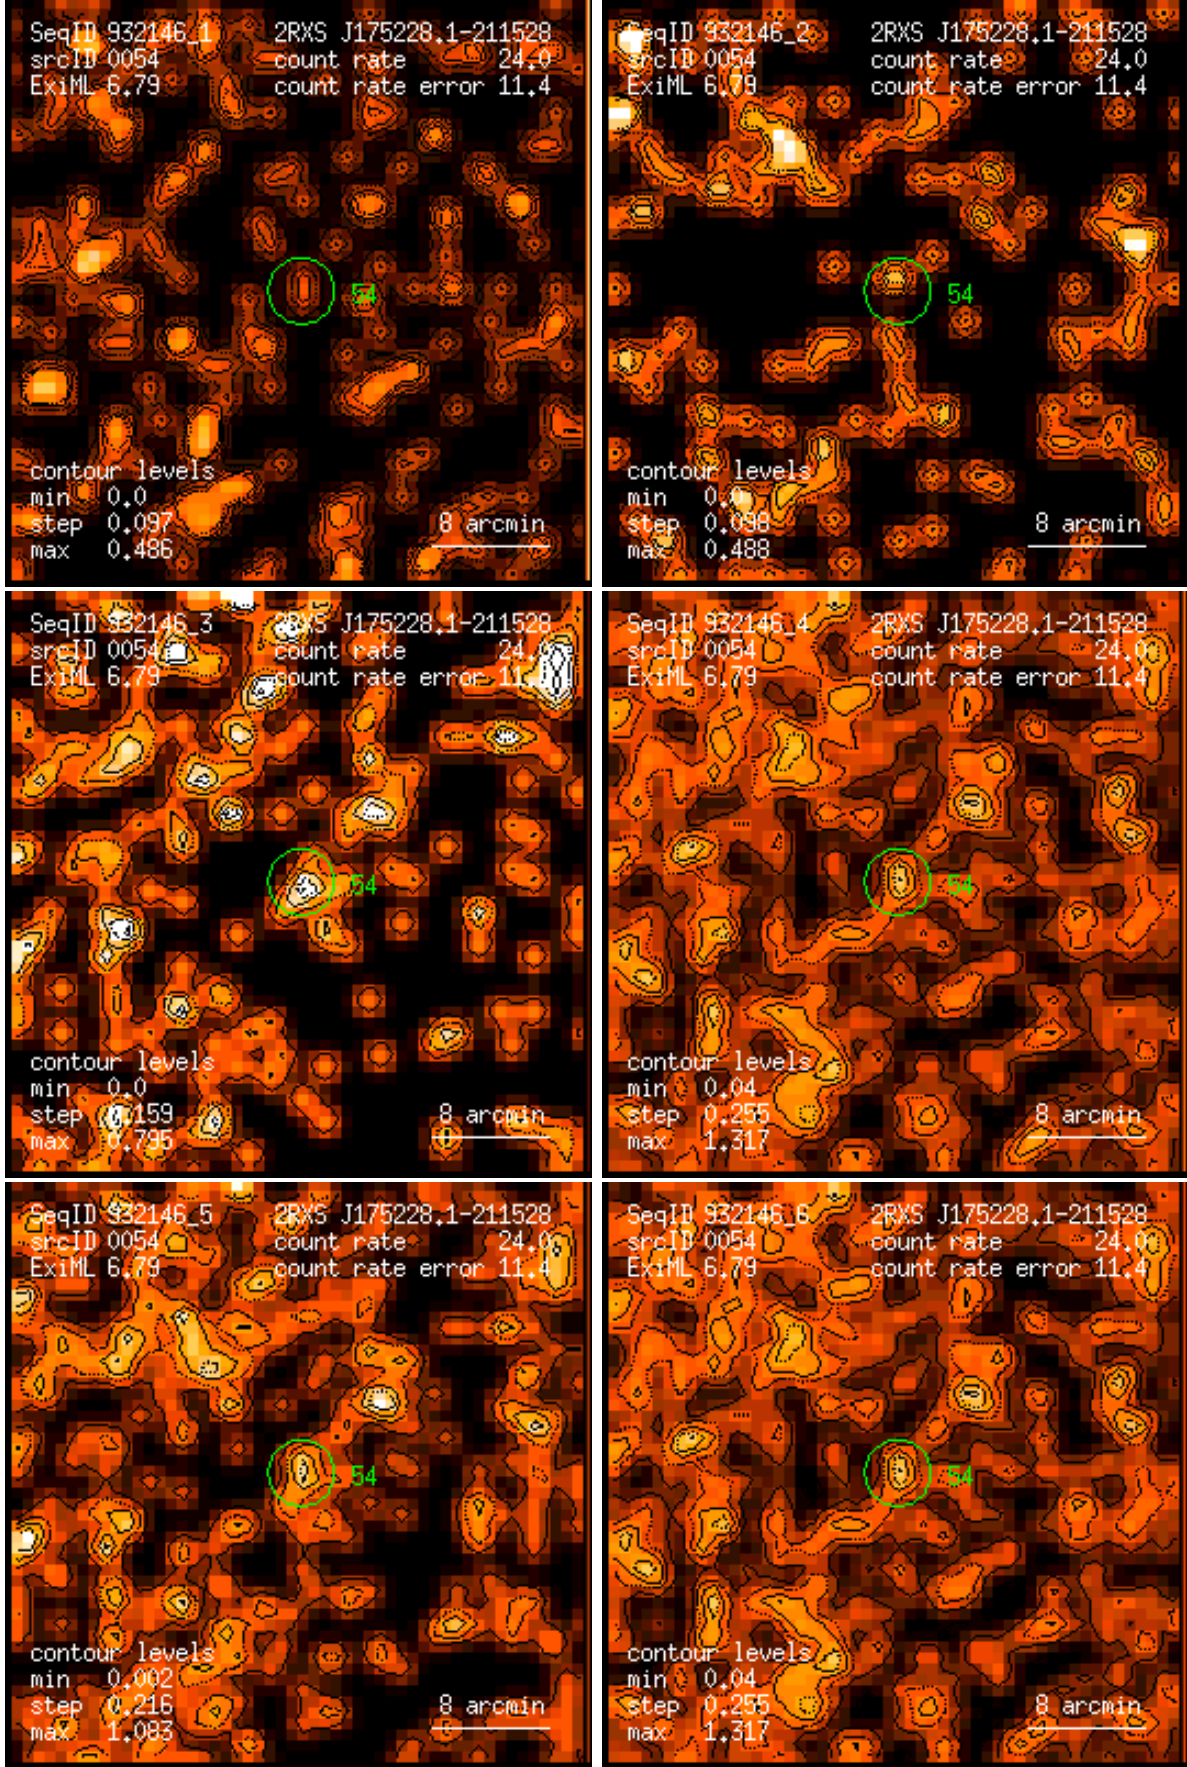 SeqID 932146_1 2RXS J175228.1-211528
srcID 0054 count rate 24.0
ExiML 6.79 count rate error 11.4
54
contour levels
min 0.0
step 0.097
max 0.486
8 arcmin
SeqID 932146_2 2RXS J175228.1-211528
srcID 0054 count rate 24.0
ExiML 6.79 count rate error 11.4
54
contour levels
min 0.0
step 0.098
max 0.488
8 arcmin
SeqID 932146_3 2RXS J175228.1-211528
srcID 0054 count rate 24.0
ExiML 6.79 count rate error 11.4
54
contour levels
min 0.0
step 0.159
max 0.795
8 arcmin
SeqID 932146_4 2RXS J175228.1-211528
srcID 0054 count rate 24.0
ExiML 6.79 count rate error 11.4
54
contour levels
min 0.04
step 0.255
max 1.317
8 arcmin
SeqID 932146_5 2RXS J175228.1-211528
srcID 0054 count rate 24.0
ExiML 6.79 count rate error 11.4
54
contour levels
min 0.002
step 0.216
max 1.083
8 arcmin
SeqID 932146_6 2RXS J175228.1-211528
srcID 0054 count rate 24.0
ExiML 6.79 count rate error 11.4
54
contour levels
min 0.04
step 0.255
max 1.317
8 arcmin